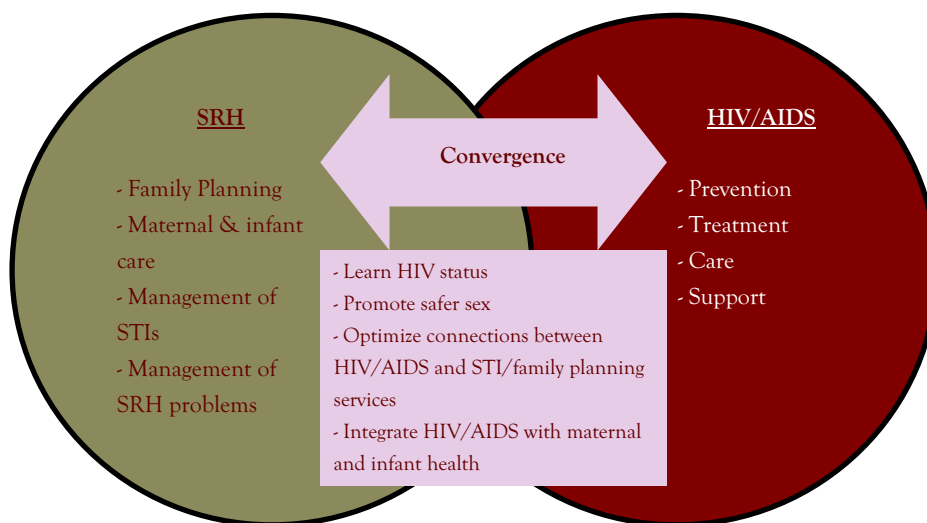 SRH
- Family Planning
- Maternal & infant
care
- Management of
STIs
- Management of
SRH problems
Convergence
- Learn HIV status
- Promote safer sex
- Optimize connections between
HIV/AIDS and STI/family planning
services
- Integrate HIV/AIDS with maternal
and infant health
HIV/AIDS
- Prevention
- Treatment
- Care
- Support